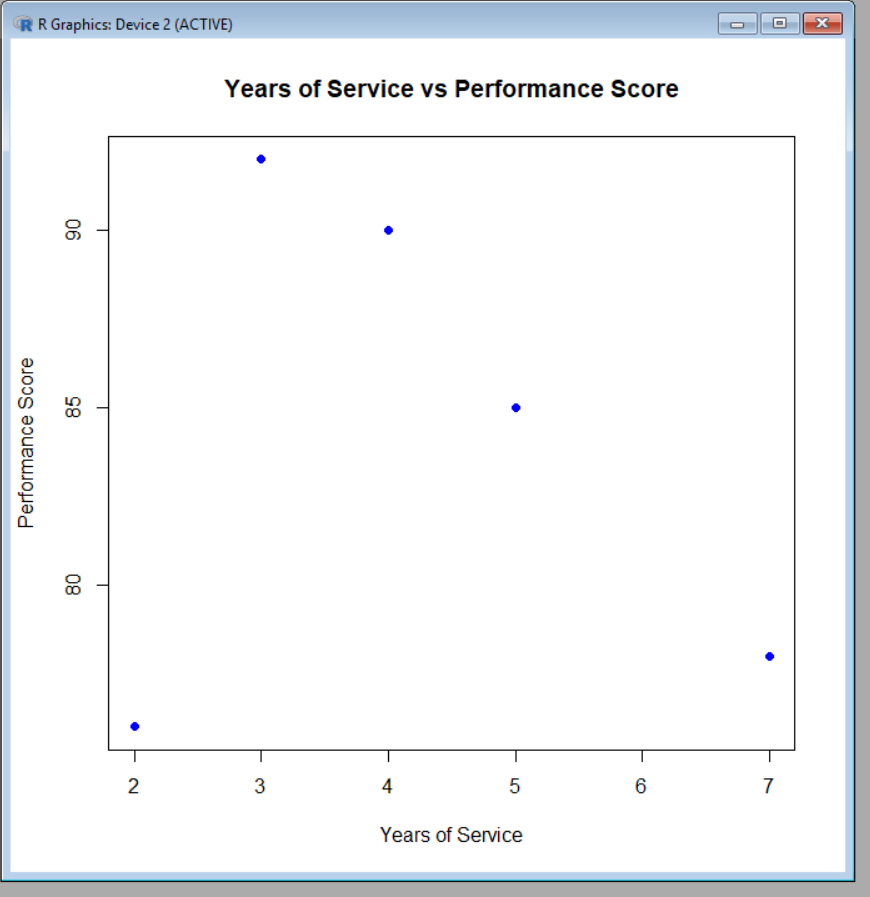 R Graphics: Device 2 (ACTIVE)
Years of Service vs Performance Score
90
85
80
Performance Score
2 3 4 5 6 7
Years of Service